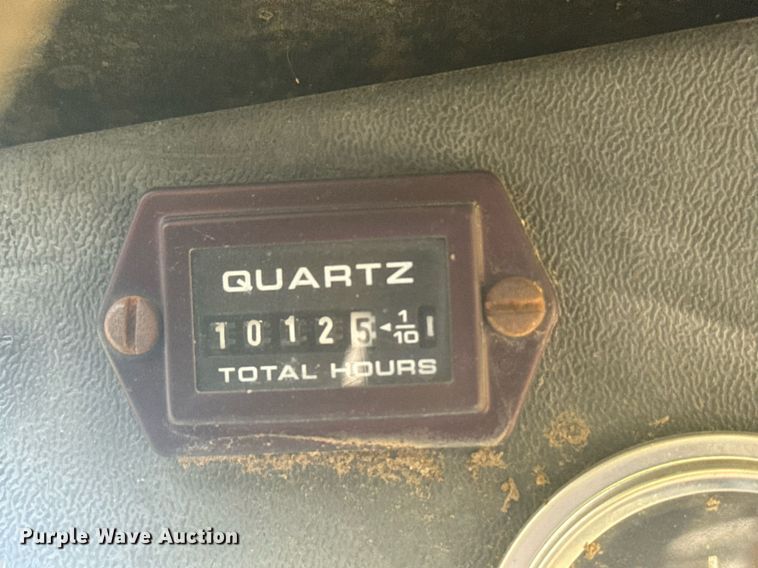 QUARTZ
10125 ◄ 1/10
TOTAL HOURS
Purple Wave Auction